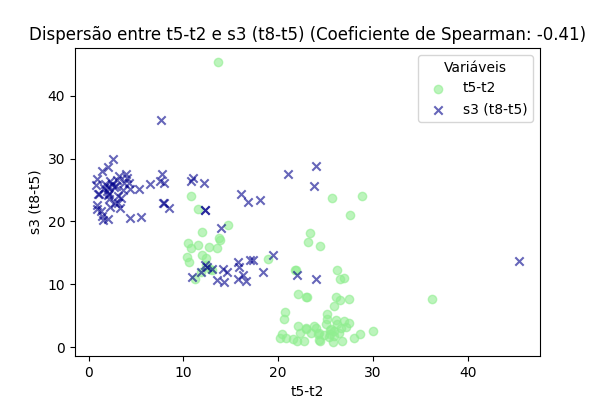 Dispersão entre t5-t2 e s3 (t8-t5) (Coeficiente de Spearman: -0.41)
Variáveis
t5-t2
s3 (t8-t5)
s3 (t8-t5)
40
30
20
10
0
0 10 20 30 40
t5-t2